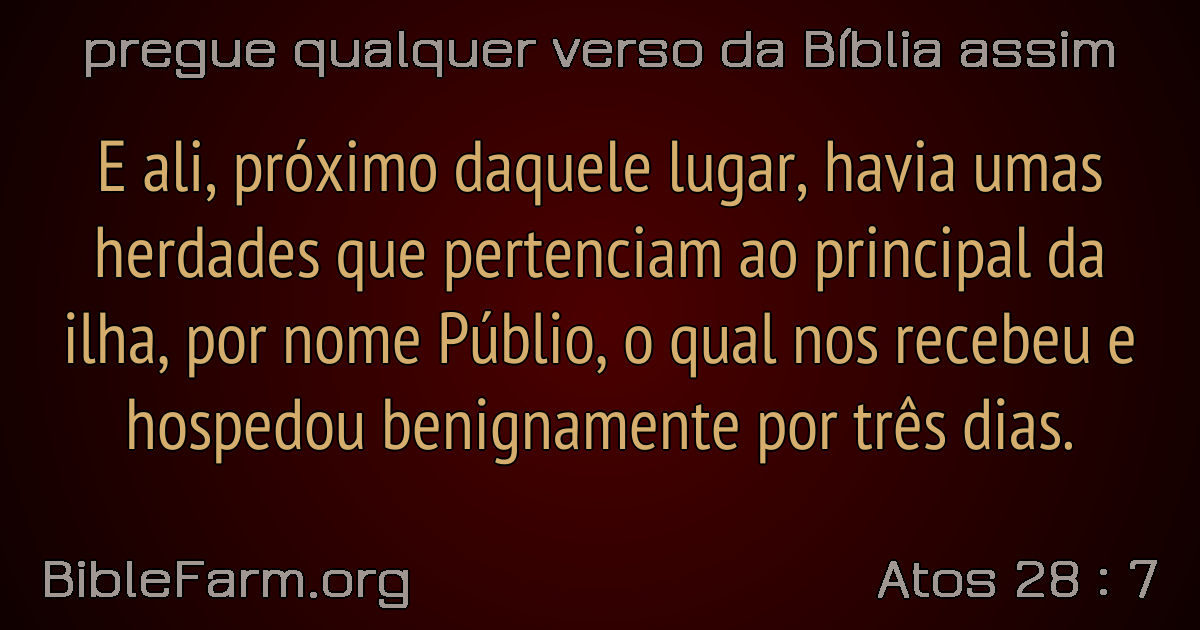 pregue qualquer verso da Bíblia assim
E ali, próximo daquele lugar, havia umas
herdades que pertenciam ao principal da
ilha, por nome Públio, o qual nos recebeu e
hospedou benignamente por três dias.
BibleFarm.org
Atos 28 : 7